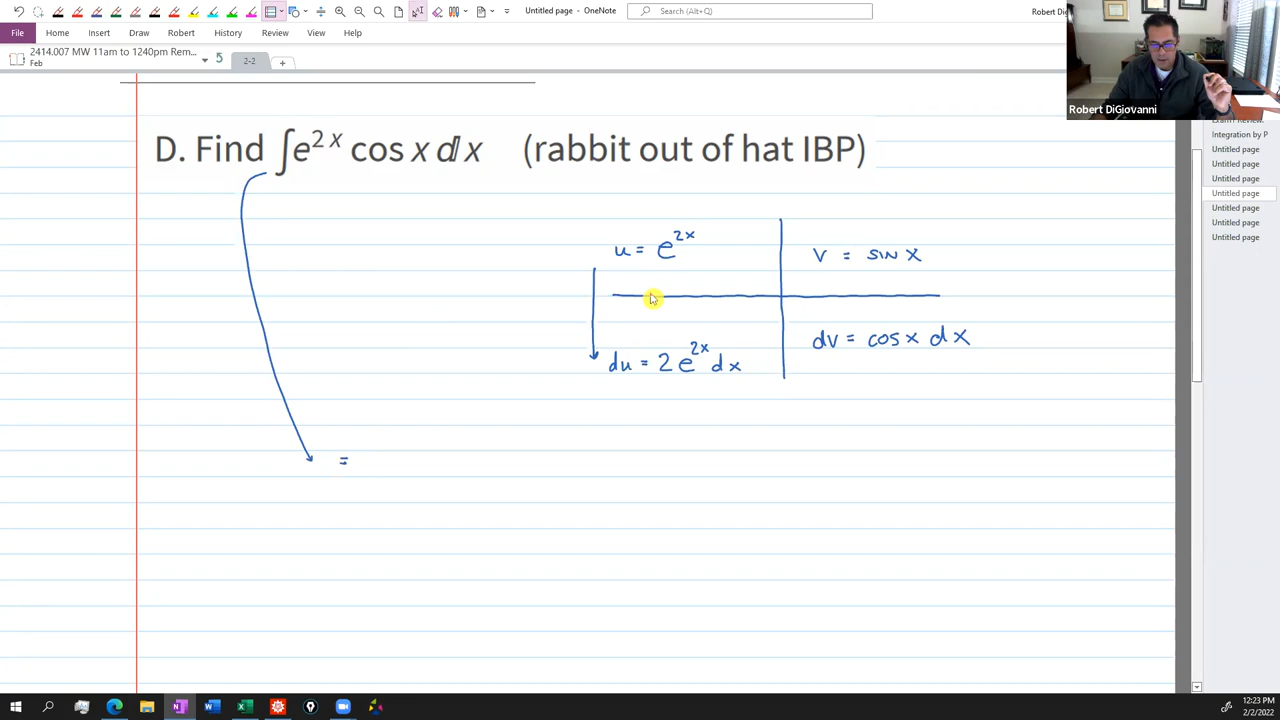 Untitled page - OneNote
Search (Alt+Q)
Robert Di
File Home Insert Draw Robert History Review View Help
2414.007 MW 11am to 1240pm Rem...
Feb
2-2
Robert DiGiovanni
Integration by P
Untitled page
Untitled page
Untitled page
Untitled page
Untitled page
Untitled page
Untitled page
D. Find ∫e^{2x} cos x dx (rabbit out of hat IBP)
u = e^{2x}
v = sin x
du = 2e^{2x} dx
dv = cos x dx
=
12:23 PM
2/2/2022